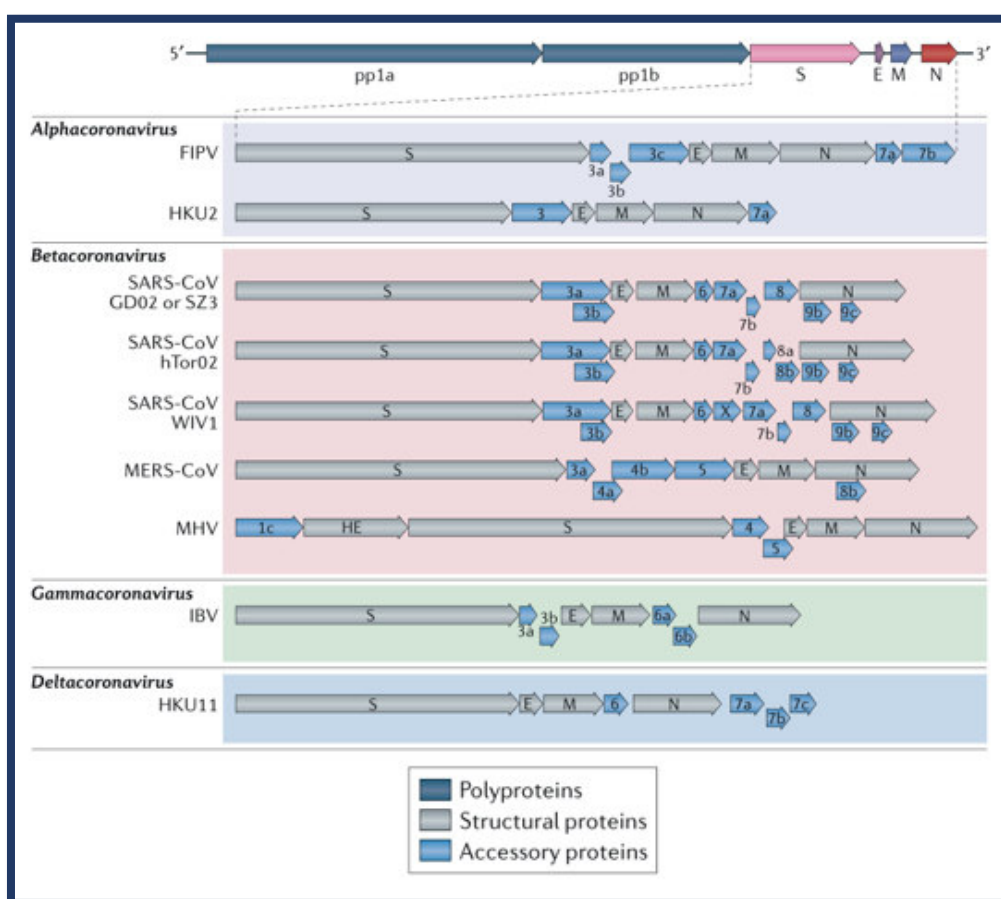 5′ 3′
pp1a pp1b S E M N
Alphacoronavirus
FIPV S 3a 3b 3c E M N 7a 7b
HKU2 S 3 E M N 7a
Betacoronavirus
SARS-CoV
GD02 or SZ3 S 3a 3b E M 6 7a 7b 8 N 9b 9c
SARS-CoV
hTor02 S 3a 3b E M 6 7a 7b 8a 8b N 9b 9c
SARS-CoV
WIV1 S 3a 3b E M 6 X 7a 7b 8 N 9b 9c
MERS-CoV S 3a 4a 4b 5 E M N 8b
MHV 1c HE S 4 5 E M N
Gammacoronavirus
IBV S 3a 3b E M 6a 6b N
Deltacoronavirus
HKU11 S E M 6 N 7a 7b 7c
Polyproteins
Structural proteins
Accessory proteins